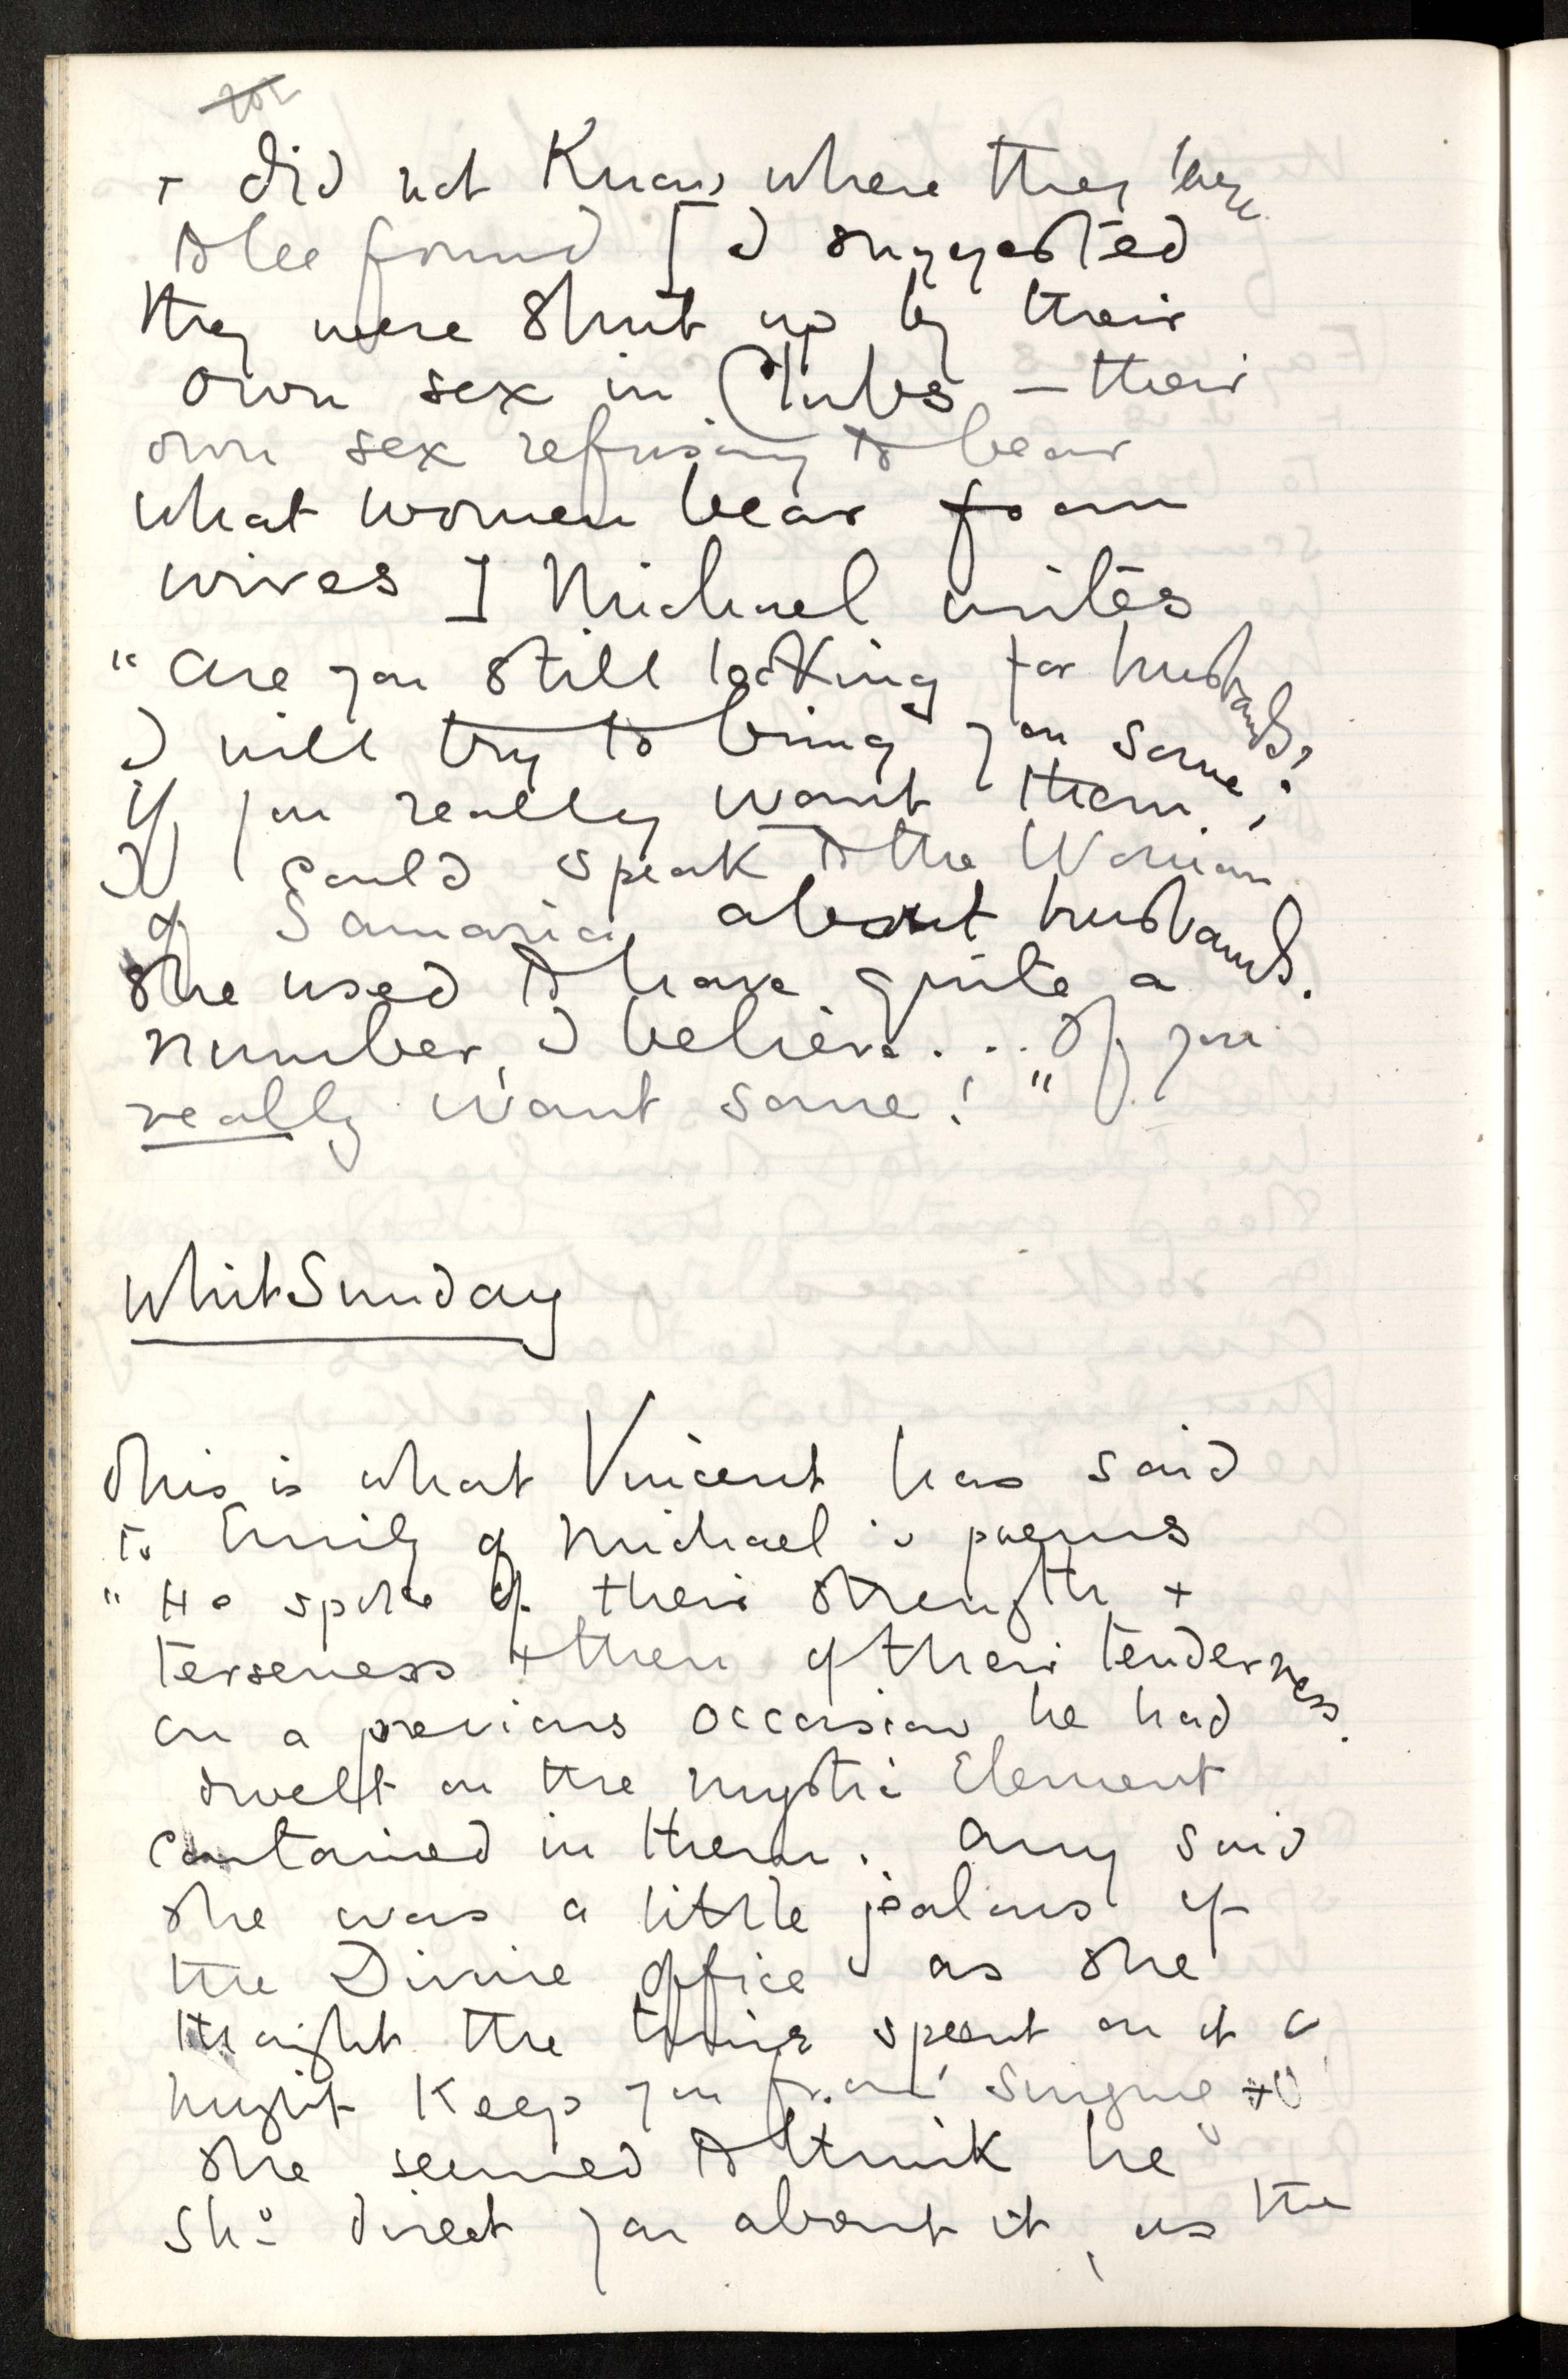 + did not Know where they were
to be found [I suggested
they were shut up by their
own sex in Clubs – their
own sex refusing to bear
what women bear from
wives] Michael writes
"Are you still looking for husbands?
I will try to bring you some;
if you really want them;
I could speak to the Woman
of Samaria about husbands.
She used to have quite a
number, I believe . . . If you
really want some!"
WhitSunday
This is what Vincent has said
to Emily of Michael's poems
"He spoke of their strength +
terseness + then of their tenderness.
On a previous occasion he had
dwelt on the mystic Element
contained in them. Amy said
she was a little jealous of
the Divine Office as she
thought the time spent on it
might Keep you from singing +
she seemed to think he
shd direct you about it, as the